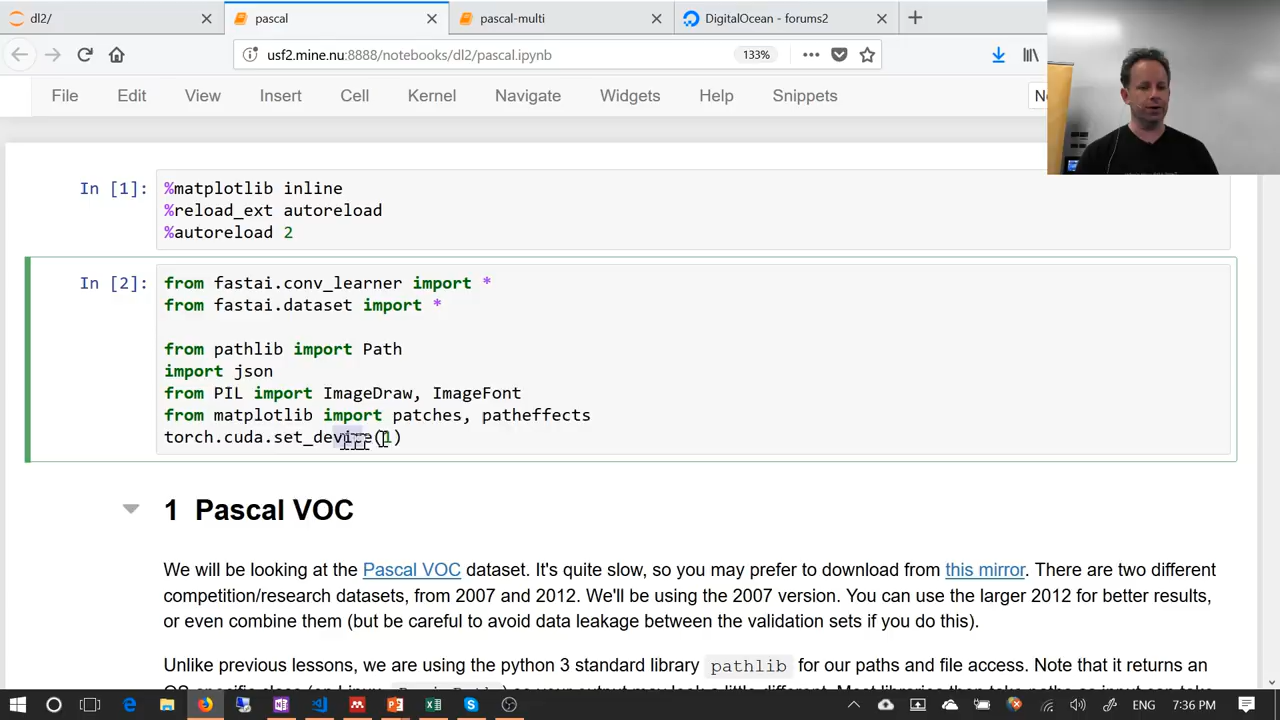 dl2/
pascal
pascal-multi
DigitalOcean - forums2
usf2.mine.nu:8888/notebooks/dl2/pascal.ipynb
133%
File Edit View Insert Cell Kernel Navigate Widgets Help Snippets
In [1]:
%matplotlib inline
%reload_ext autoreload
%autoreload 2
In [2]:
from fastai.conv_learner import *
from fastai.dataset import *
from pathlib import Path
import json
from PIL import ImageDraw, ImageFont
from matplotlib import patches, patheffects
torch.cuda.set_device(1)
1 Pascal VOC
We will be looking at the Pascal VOC dataset. It's quite slow, so you may prefer to download from this mirror. There are two different
competition/research datasets, from 2007 and 2012. We'll be using the 2007 version. You can use the larger 2012 for better results,
or even combine them (but be careful to avoid data leakage between the validation sets if you do this).
Unlike previous lessons, we are using the python 3 standard library pathlib for our paths and file access. Note that it returns an
ENG 7:36 PM